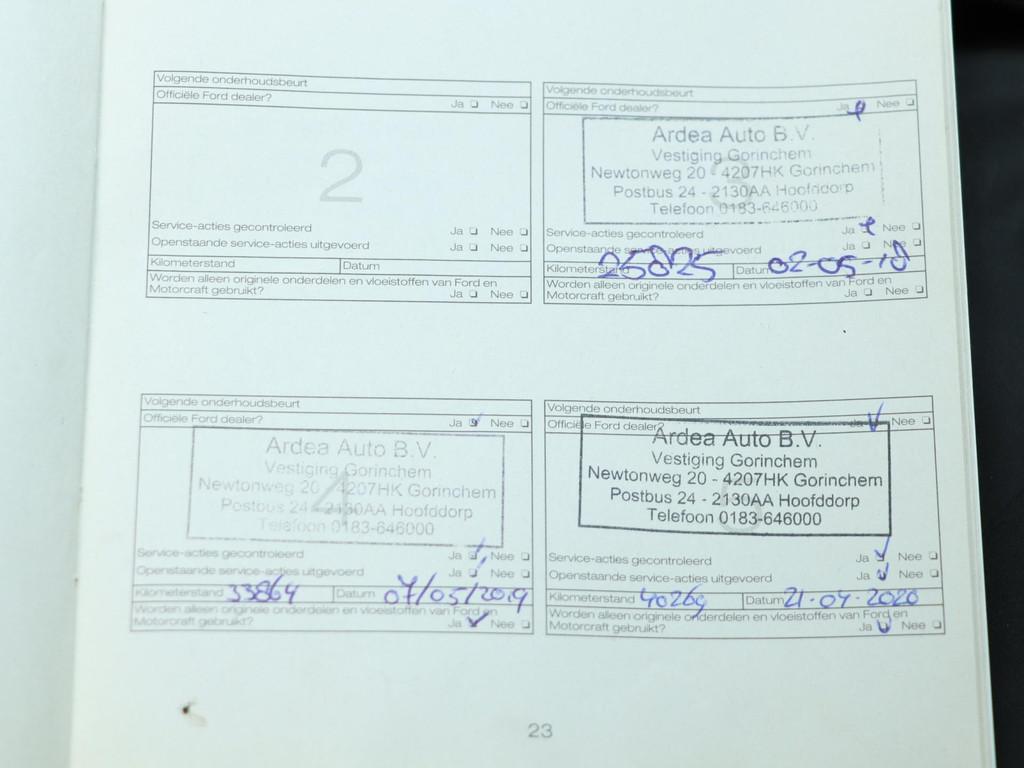 Volgende onderhoudsbeurt
Officiële Ford dealer? Ja Nee
2
Service-acties gecontroleerd Ja Nee
Openstaande service-acties uitgevoerd Ja Nee
Kilometerstand Datum
Worden alleen originele onderdelen en vloeistoffen van Ford en
Motorcraft gebruikt? Ja Nee
Volgende onderhoudsbeurt
Officiële Ford dealer? Ja Nee
3
Ardea Auto B.V.
Vestiging Gorinchem
Newtonweg 20 - 4207HK Gorinchem
Postbus 24 - 2130AA Hoofddorp
Telefoon 0183-646000
Service-acties gecontroleerd Ja Nee
Openstaande service-acties uitgevoerd Ja Nee
Kilometerstand 25825 Datum 02-05-18
Worden alleen originele onderdelen en vloeistoffen van Ford en
Motorcraft gebruikt? Ja Nee
Volgende onderhoudsbeurt
Officiële Ford dealer? Ja Nee
4
Ardea Auto B.V.
Vestiging Gorinchem
Newtonweg 20 - 4207HK Gorinchem
Postbus 24 - 2130AA Hoofddorp
Telefoon 0183-646000
Service-acties gecontroleerd Ja Nee
Openstaande service-acties uitgevoerd Ja Nee
Kilometerstand 33864 Datum 07/05/2019
Worden alleen originele onderdelen en vloeistoffen van Ford en
Motorcraft gebruikt? Ja Nee
Volgende onderhoudsbeurt
Officiële Ford dealer? Ja Nee
5
Ardea Auto B.V.
Vestiging Gorinchem
Newtonweg 20 - 4207HK Gorinchem
Postbus 24 - 2130AA Hoofddorp
Telefoon 0183-646000
Service-acties gecontroleerd Ja Nee
Openstaande service-acties uitgevoerd Ja Nee
Kilometerstand 40269 Datum 21-04-2020
Worden alleen originele onderdelen en vloeistoffen van Ford en
Motorcraft gebruikt? Ja Nee
23